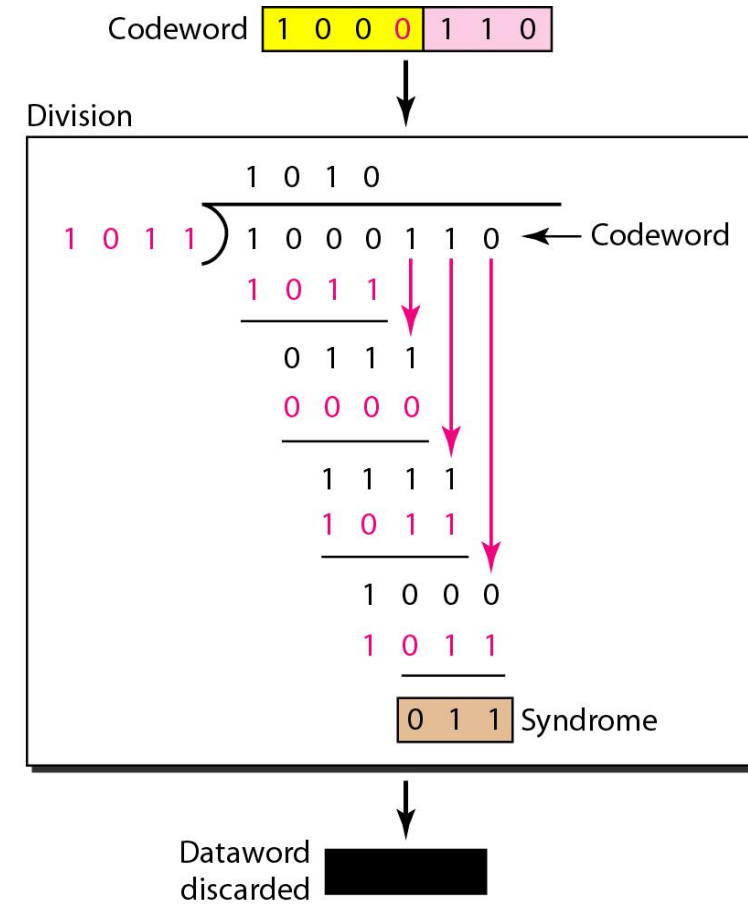 Codeword 1 0 0 0 1 1 0
Division
1 0 1 0
1 0 1 1 1 0 0 0 1 1 0 Codeword
1 0 1 1
0 1 1 1
0 0 0 0
1 1 1 1
1 0 1 1
1 0 0 0
1 0 1 1
0 1 1 Syndrome
Dataword
discarded